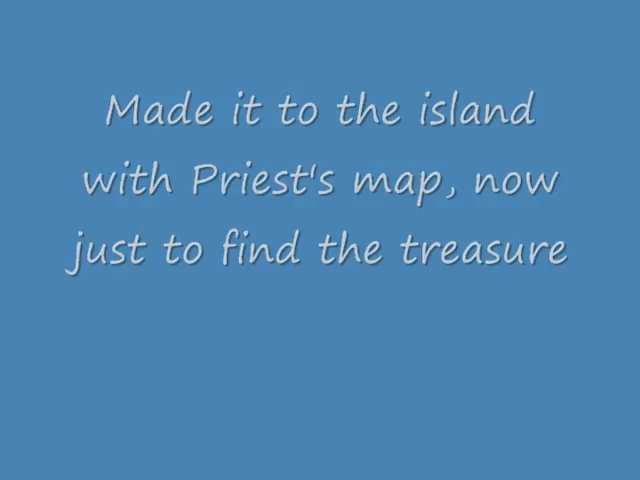 Made it to the island
with Priest's map, now
just to find the treasure